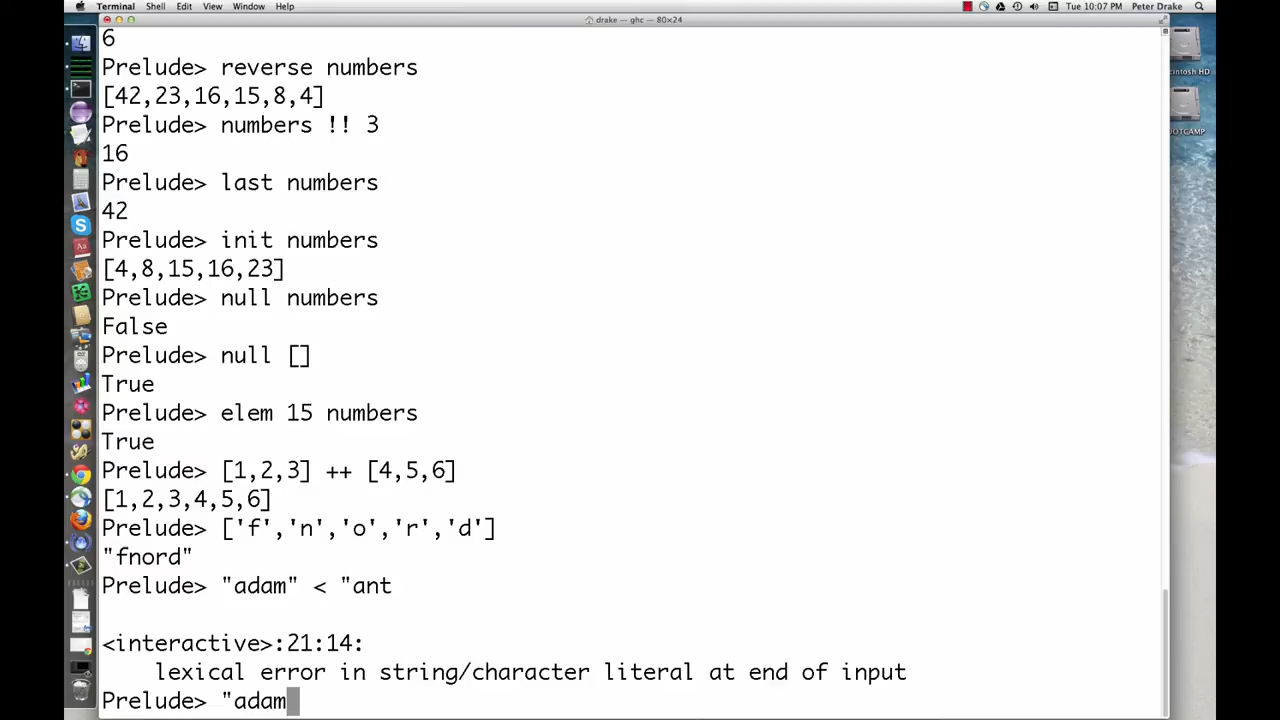 Terminal Shell Edit View Window Help Tue 10:07 PM Peter Drake
drake — ghc — 80×24
6
Prelude> reverse numbers
[42,23,16,15,8,4]
Prelude> numbers !! 3
16
Prelude> last numbers
42
Prelude> init numbers
[4,8,15,16,23]
Prelude> null numbers
False
Prelude> null []
True
Prelude> elem 15 numbers
True
Prelude> [1,2,3] ++ [4,5,6]
[1,2,3,4,5,6]
Prelude> ['f','n','o','r','d']
"fnord"
Prelude> "adam" < "ant
<interactive>:21:14:
lexical error in string/character literal at end of input
Prelude> "adam
intosh HD
OOTCAMP